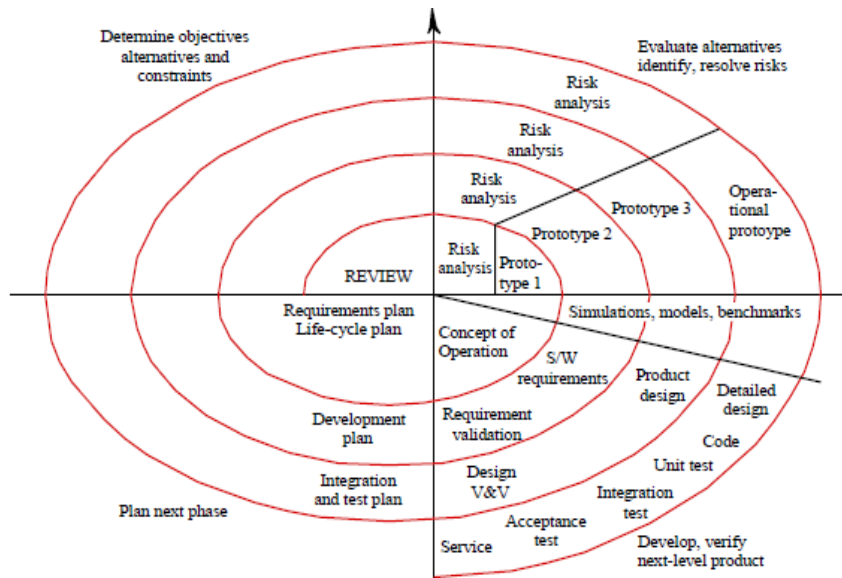 Determine objectives
alternatives and
constraints
Evaluate alternatives
identify, resolve risks
Risk
analysis
Risk
analysis
Risk
analysis
Risk
analysis
Proto-
type 1
Prototype 2
Prototype 3
Opera-
tional
protoype
REVIEW
Requirements plan
Life-cycle plan
Development
plan
Integration
and test plan
Plan next phase
Simulations, models, benchmarks
Concept of
Operation
S/W
requirements
Requirement
validation
Product
design
Detailed
design
Design
V&V
Code
Unit test
Integration
test
Acceptance
test
Service
Develop, verify
next-level product